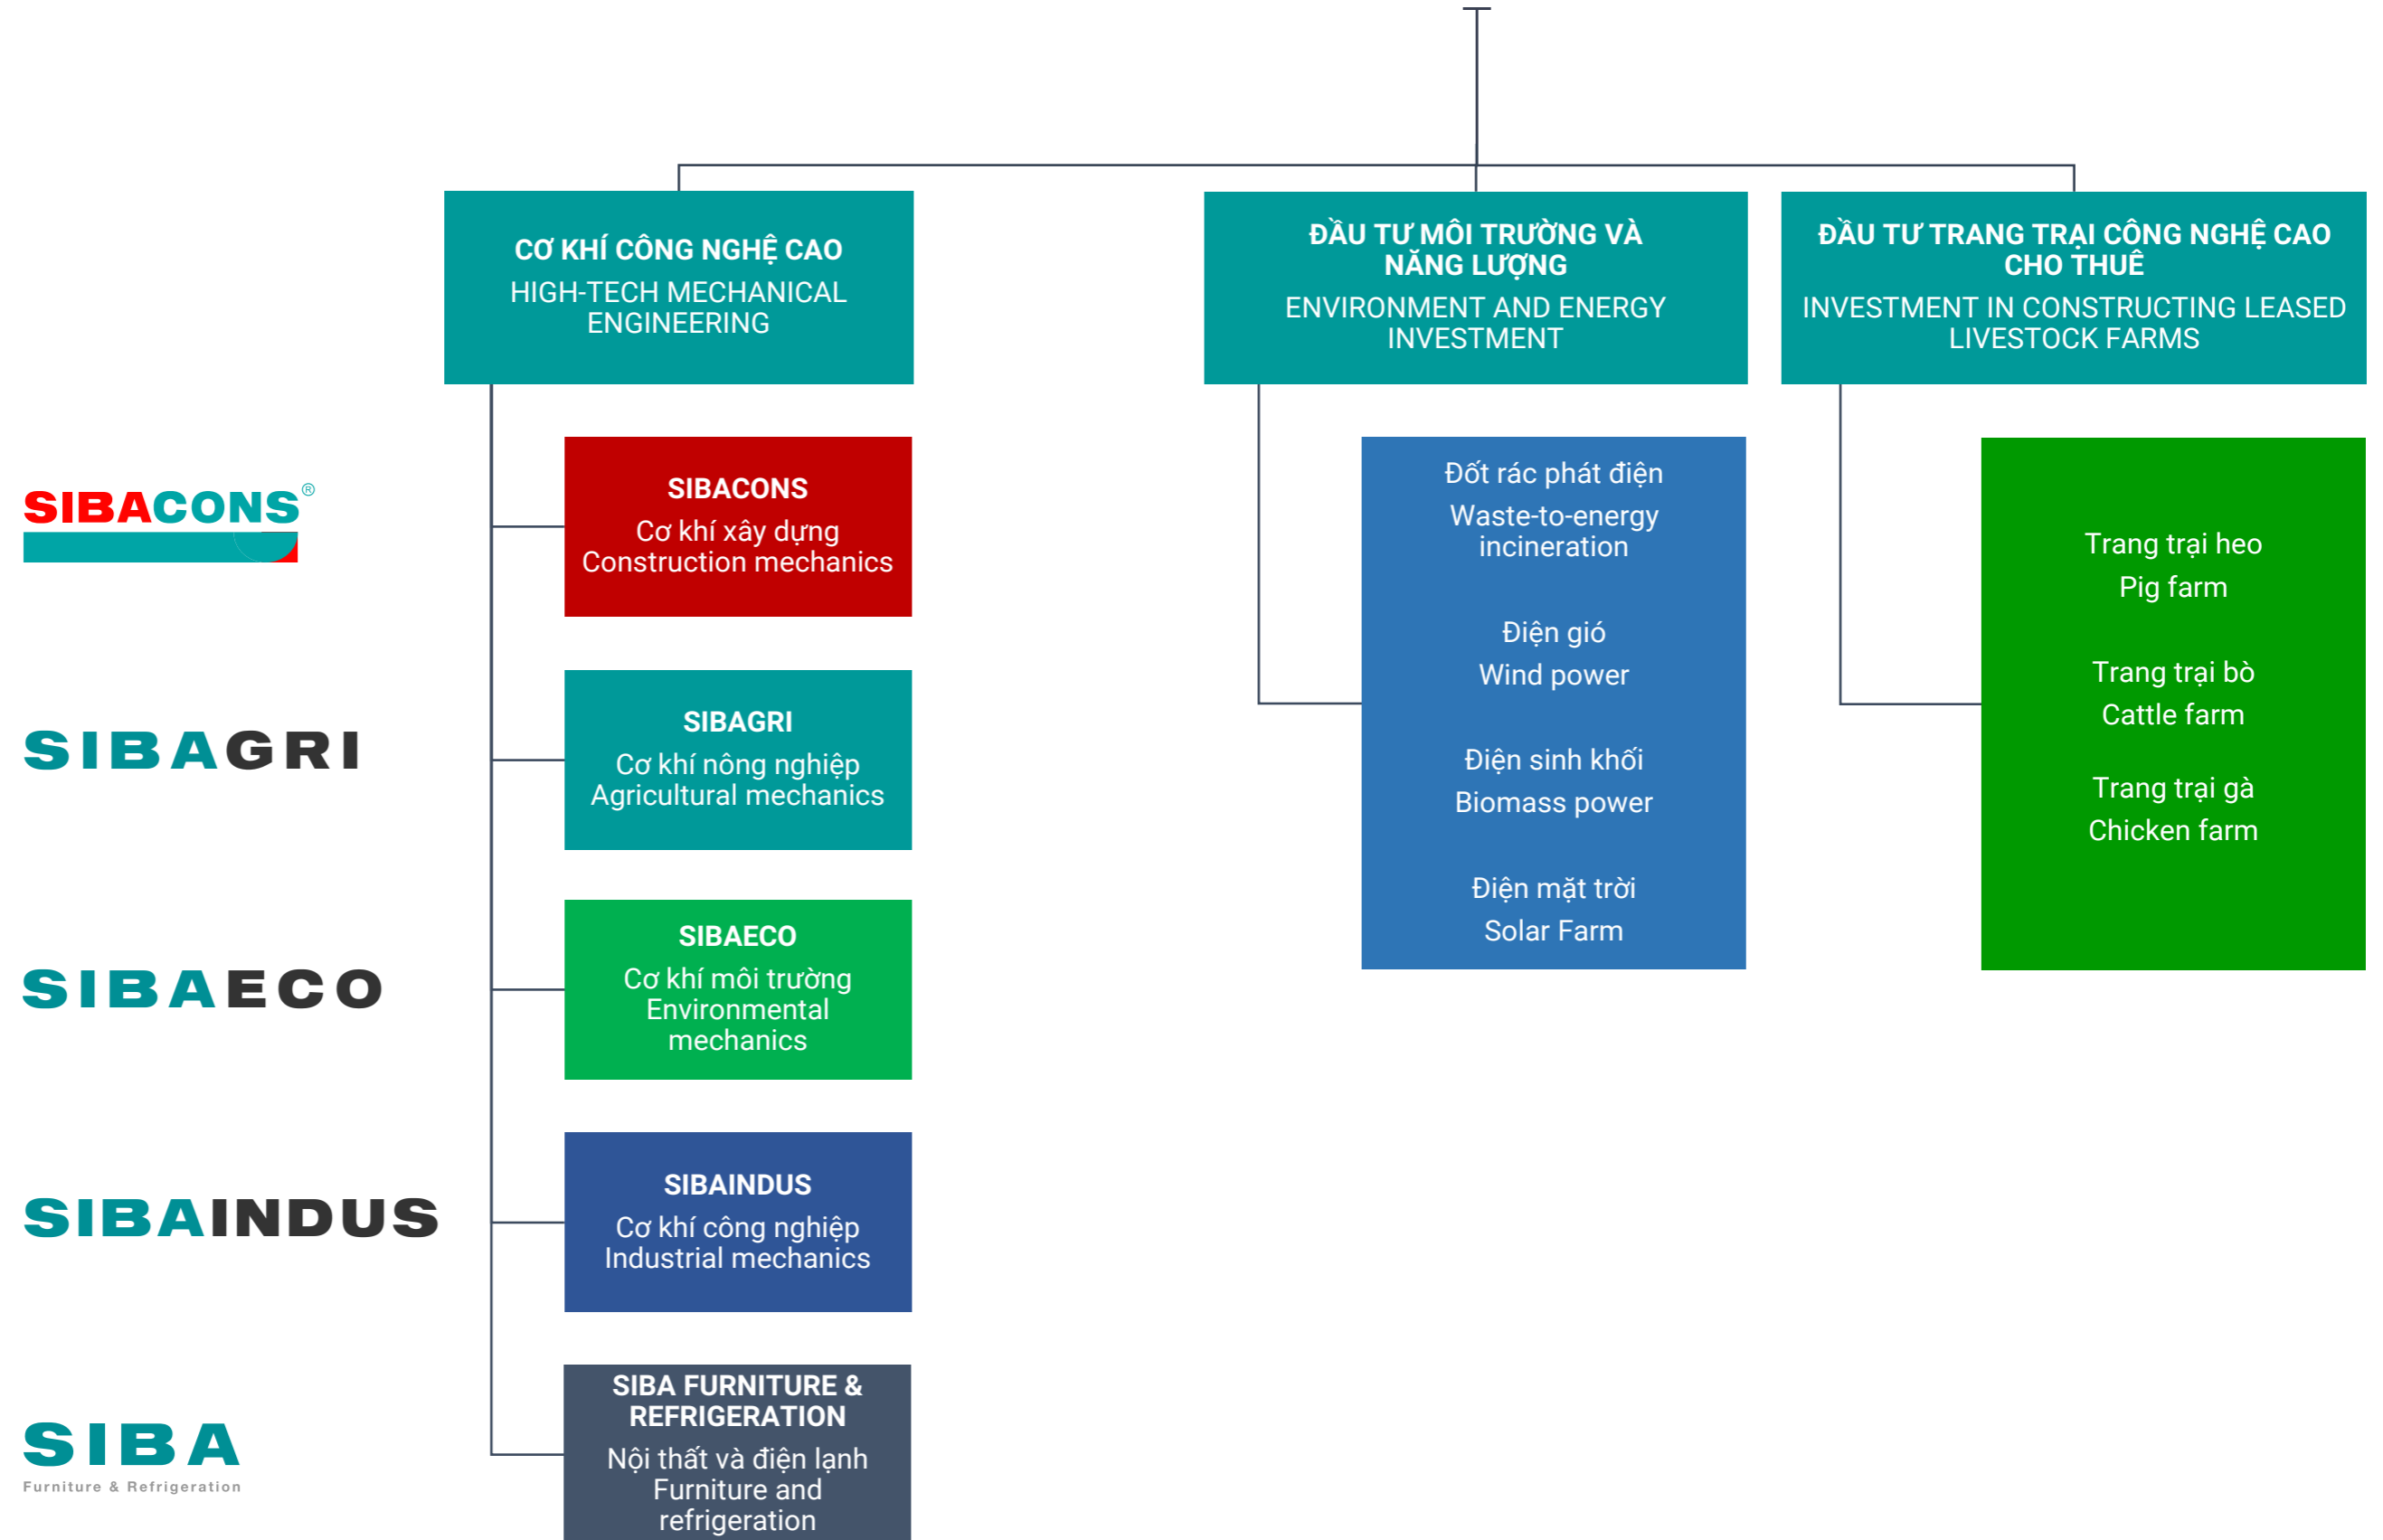 CƠ KHÍ CÔNG NGHỆ CAO
HIGH-TECH MECHANICAL
ENGINEERING
ĐẦU TƯ MÔI TRƯỜNG VÀ
NĂNG LƯỢNG
ENVIRONMENT AND ENERGY
INVESTMENT
ĐẦU TƯ TRANG TRẠI CÔNG NGHỆ CAO
CHO THUÊ
INVESTMENT IN CONSTRUCTING LEASED
LIVESTOCK FARMS
SIBACONS®
SIBACONS
Cơ khí xây dựng
Construction mechanics
SIBAGRI
SIBAGRI
Cơ khí nông nghiệp
Agricultural mechanics
SIBAECO
SIBAECO
Cơ khí môi trường
Environmental
mechanics
SIBAINDUS
SIBAINDUS
Cơ khí công nghiệp
Industrial mechanics
SIBA
Furniture & Refrigeration
SIBA FURNITURE &
REFRIGERATION
Nội thất và điện lạnh
Furniture and
refrigeration
Đốt rác phát điện
Waste-to-energy
incineration
Điện gió
Wind power
Điện sinh khối
Biomass power
Điện mặt trời
Solar Farm
Trang trại heo
Pig farm
Trang trại bò
Cattle farm
Trang trại gà
Chicken farm